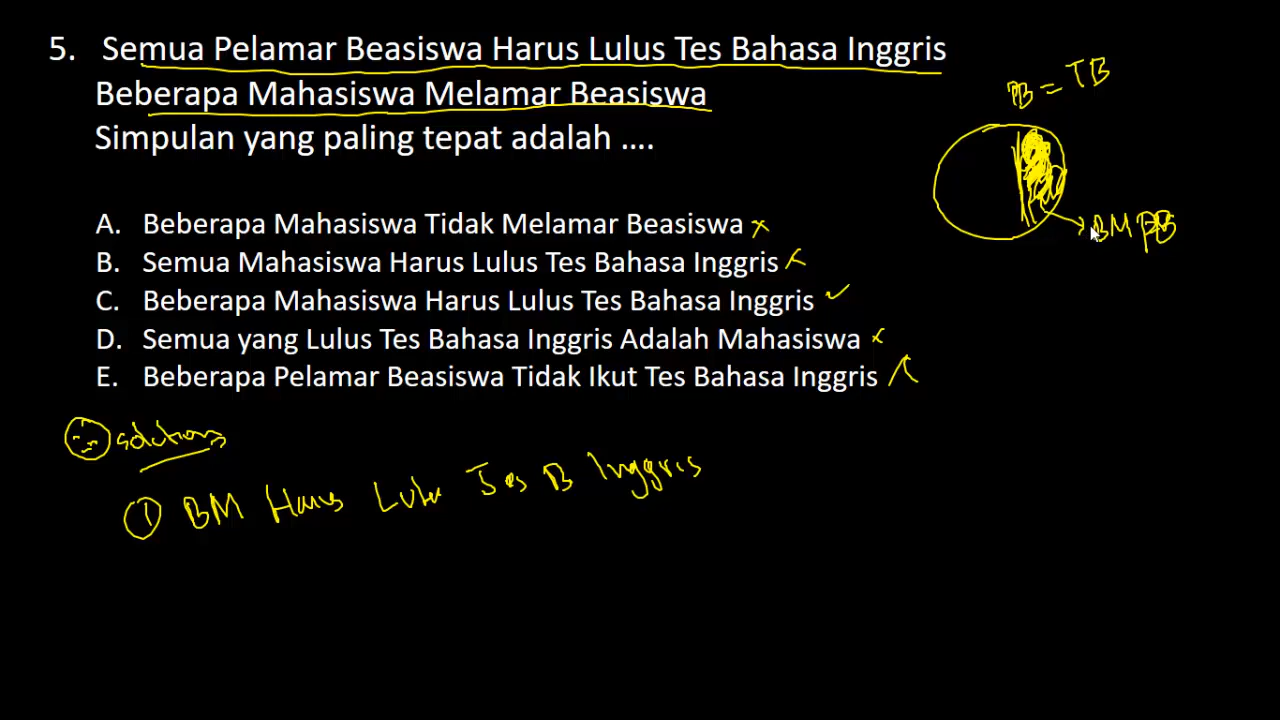 5. Semua Pelamar Beasiswa Harus Lulus Tes Bahasa Inggris
Beberapa Mahasiswa Melamar Beasiswa
Simpulan yang paling tepat adalah ....
PB = TB
BM PB
A. Beberapa Mahasiswa Tidak Melamar Beasiswa x
B. Semua Mahasiswa Harus Lulus Tes Bahasa Inggris
C. Beberapa Mahasiswa Harus Lulus Tes Bahasa Inggris ✓
D. Semua yang Lulus Tes Bahasa Inggris Adalah Mahasiswa x
E. Beberapa Pelamar Beasiswa Tidak Ikut Tes Bahasa Inggris
solutions
① BM Harus Lulus Tes B Inggris